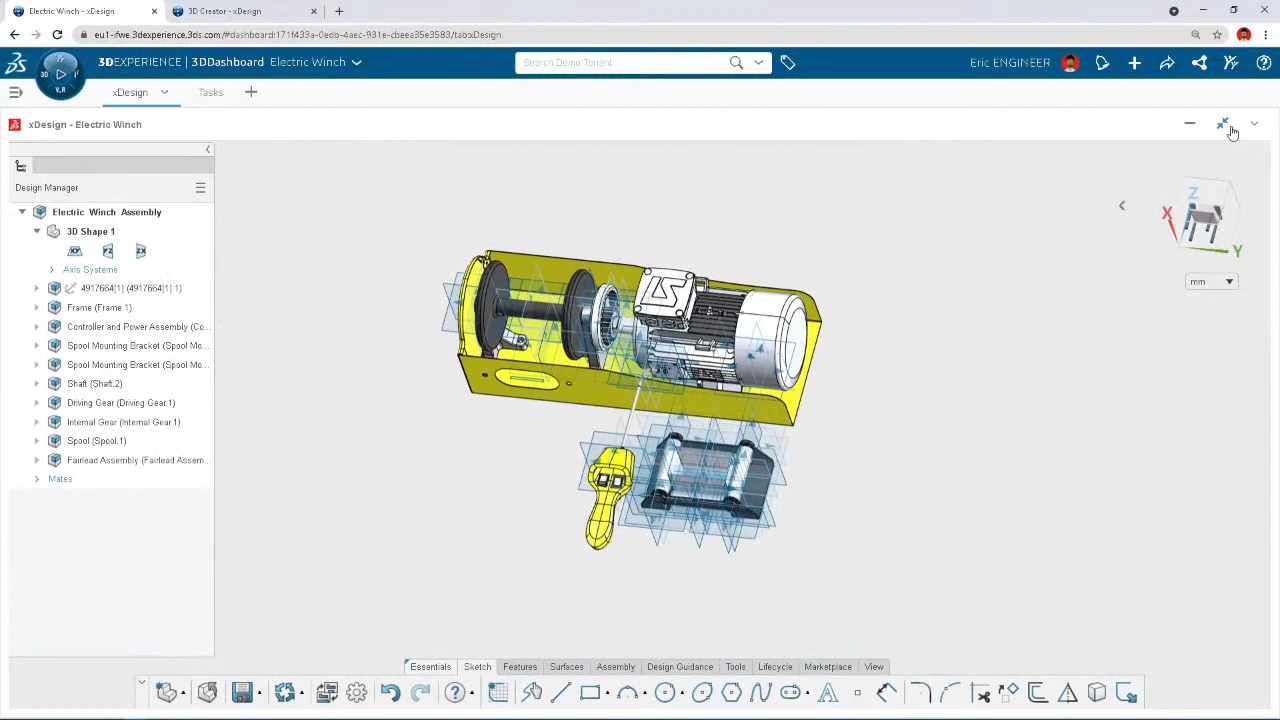 Electric Winch - xDesign
3D Creator - xDesign
eu1-ifwe.3dexperience.3ds.com/#dashboard:171f433a-0edb-4aec-931e-cbeea35e3583/tab:xDesign
3DEXPERIENCE | 3DDashboard Electric Winch
Search Demo Tenant
Eric ENGINEER
3D
V.R
xDesign
Tasks
xDesign - Electric Winch
Design Manager
Electric Winch Assembly
3D Shape 1
XY YZ ZX
Axis Systems
4917664[1] (4917664[1].1)
Frame (Frame.1)
Controller and Power Assembly (Co...
Spool Mounting Bracket (Spool Mo...
Spool Mounting Bracket (Spool Mo...
Shaft (Shaft.2)
Driving Gear (Driving Gear.1)
Internal Gear (Internal Gear.1)
Spool (Spool.1)
Fairlead Assembly (Fairlead Assem...
Mates
Z
X
Y
mm
Essentials Sketch Features Surfaces Assembly Design Guidance Tools Lifecycle Marketplace View